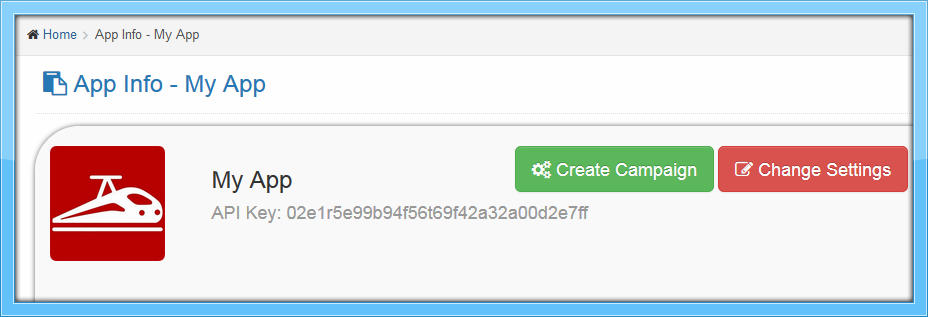 Home > App Info - My App
App Info - My App
My App
Create Campaign
Change Settings
API Key: 02e1r5e99b94f56t69f42a32a00d2e7ff